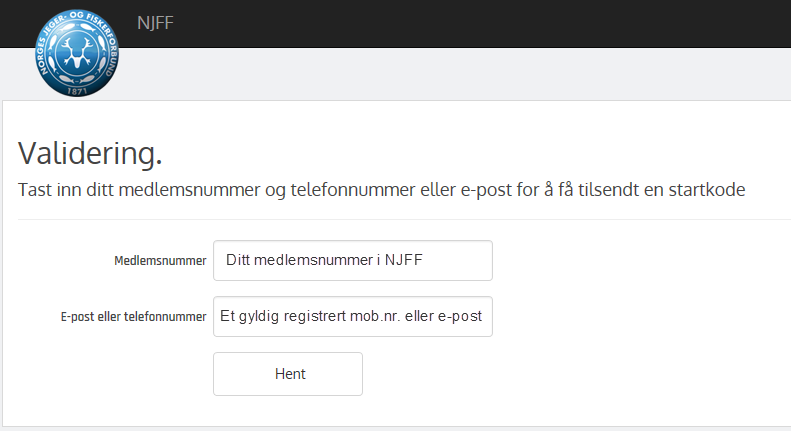 NJFF
NORGES JEGER- OG FISKERFORBUND
1871
Validering.
Tast inn ditt medlemsnummer og telefonnummer eller e-post for å få tilsendt en startkode
Medlemsnummer Ditt medlemsnummer i NJFF
E-post eller telefonnummer Et gyldig registrert mob.nr. eller e-post
Hent